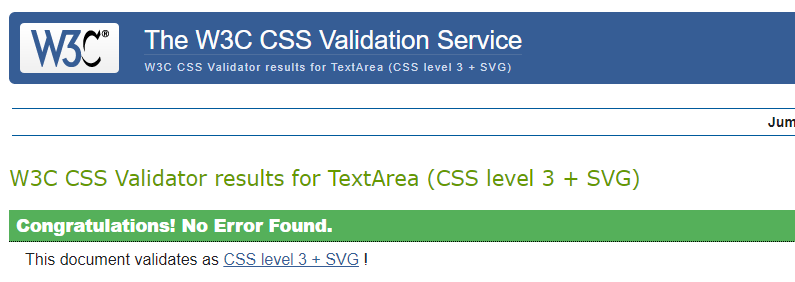 W3C®
The W3C CSS Validation Service
W3C CSS Validator results for TextArea (CSS level 3 + SVG)
Jum
W3C CSS Validator results for TextArea (CSS level 3 + SVG)
Congratulations! No Error Found.
This document validates as CSS level 3 + SVG !